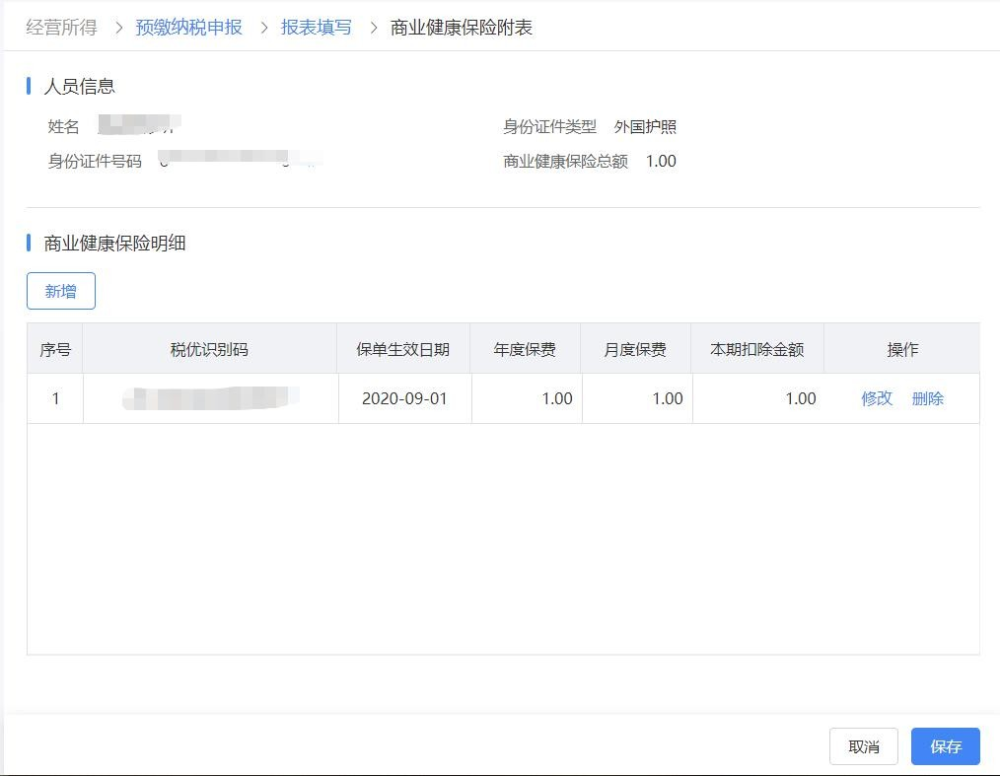 经营所得 > 预缴纳税申报 > 报表填写 > 商业健康保险附表
人员信息
姓名 身份证件类型 外国护照
身份证件号码 商业健康保险总额 1.00
商业健康保险明细
新增
序号 税优识别码 保单生效日期 年度保费 月度保费 本期扣除金额 操作
1 2020-09-01 1.00 1.00 1.00 修改 删除
取消 保存